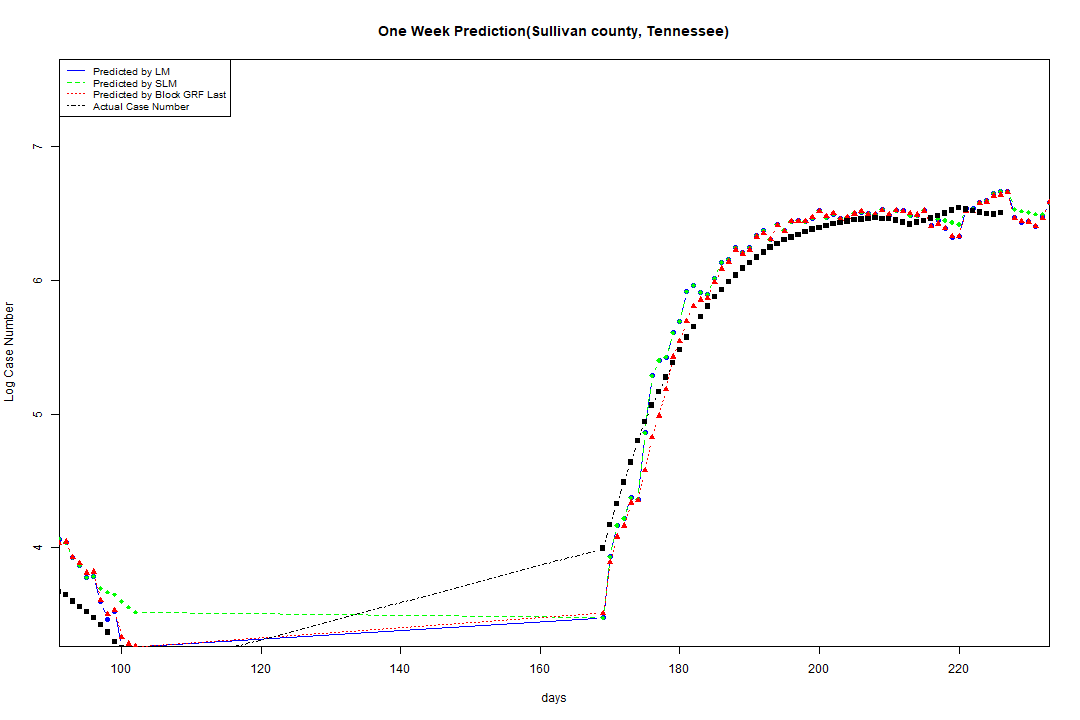 One Week Prediction(Sullivan county, Tennessee)
Predicted by LM
Predicted by SLM
Predicted by Block GRF Last
Actual Case Number
7
6
5
4
Log Case Number
100 120 140 160 180 200 220
days